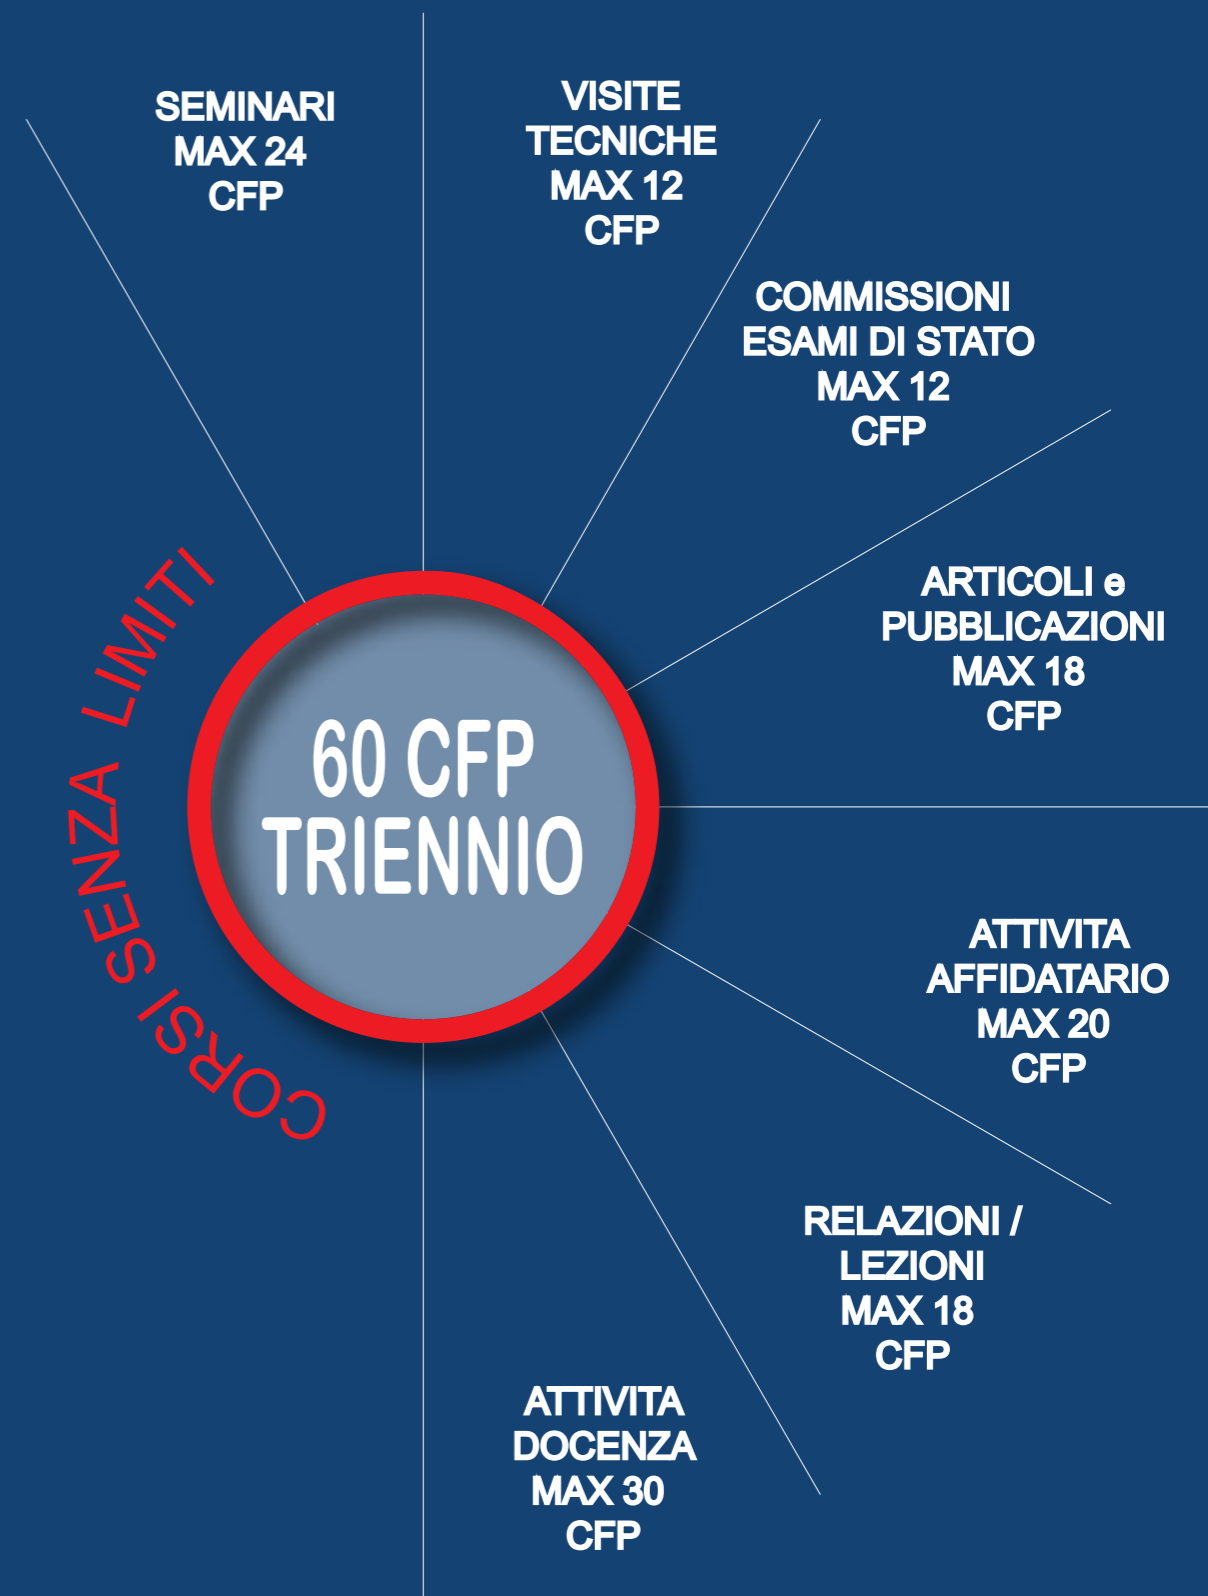 SEMINARI
MAX 24
CFP
VISITE
TECNICHE
MAX 12
CFP
COMMISSIONI
ESAMI DI STATO
MAX 12
CFP
ARTICOLI e
PUBBLICAZIONI
MAX 18
CFP
60 CFP
TRIENNIO
CORSI SENZA LIMITI
ATTIVITA
AFFIDATARIO
MAX 20
CFP
RELAZIONI /
LEZIONI
MAX 18
CFP
ATTIVITA
DOCENZA
MAX 30
CFP